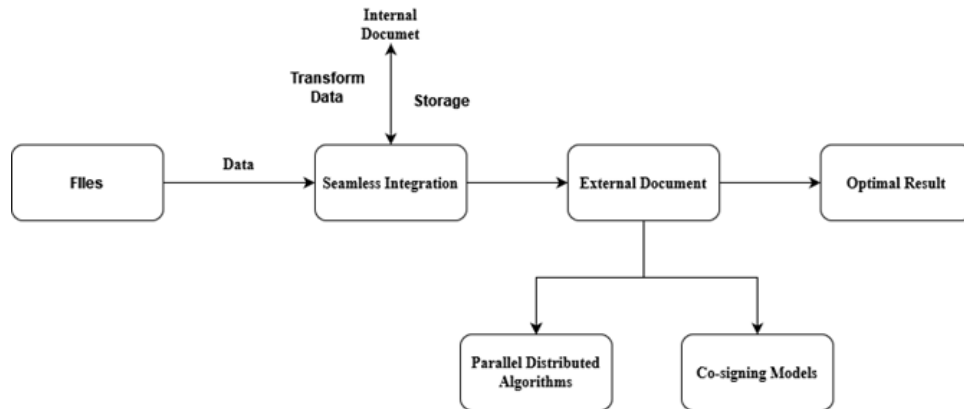 Internal
Documet
Transform
Data
Storage
FIles
Data
Seamless Integration
External Document
Optimal Result
Parallel Distributed
Algorithms
Co-signing Models